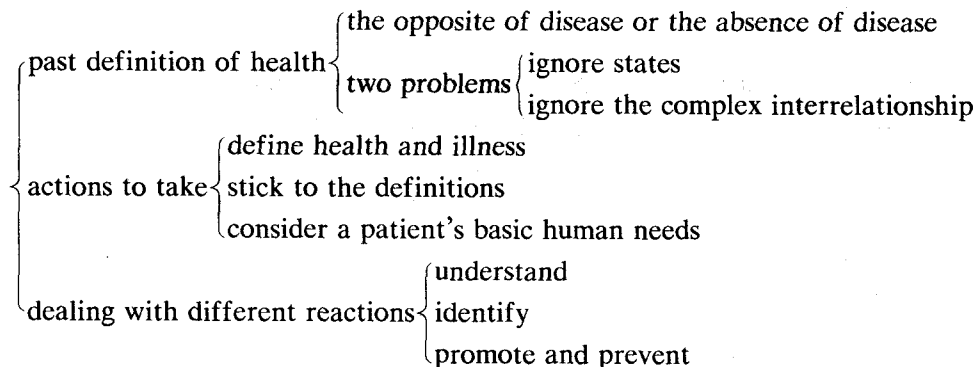 the opposite of disease or the absence of disease
past definition of health
ignore states
two problems
ignore the complex interrelationship
define health and illness
actions to take
stick to the definitions
consider a patient's basic human needs
understand
dealing with different reactions
identify
promote and prevent